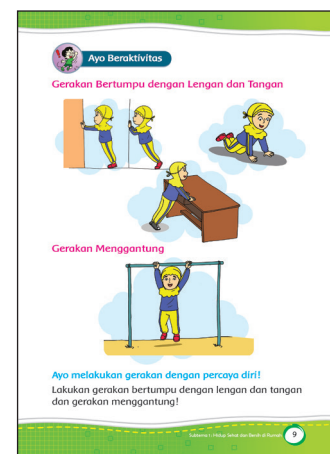 Ayo Beraktivitas
Gerakan Bertumpu dengan Lengan dan Tangan
Gerakan Menggantung
Ayo melakukan gerakan dengan percaya diri!
Lakukan gerakan bertumpu dengan lengan dan tangan
dan gerakan menggantung!
Subtema 1: Hidup Sehat dan Bersih di Rumah
9